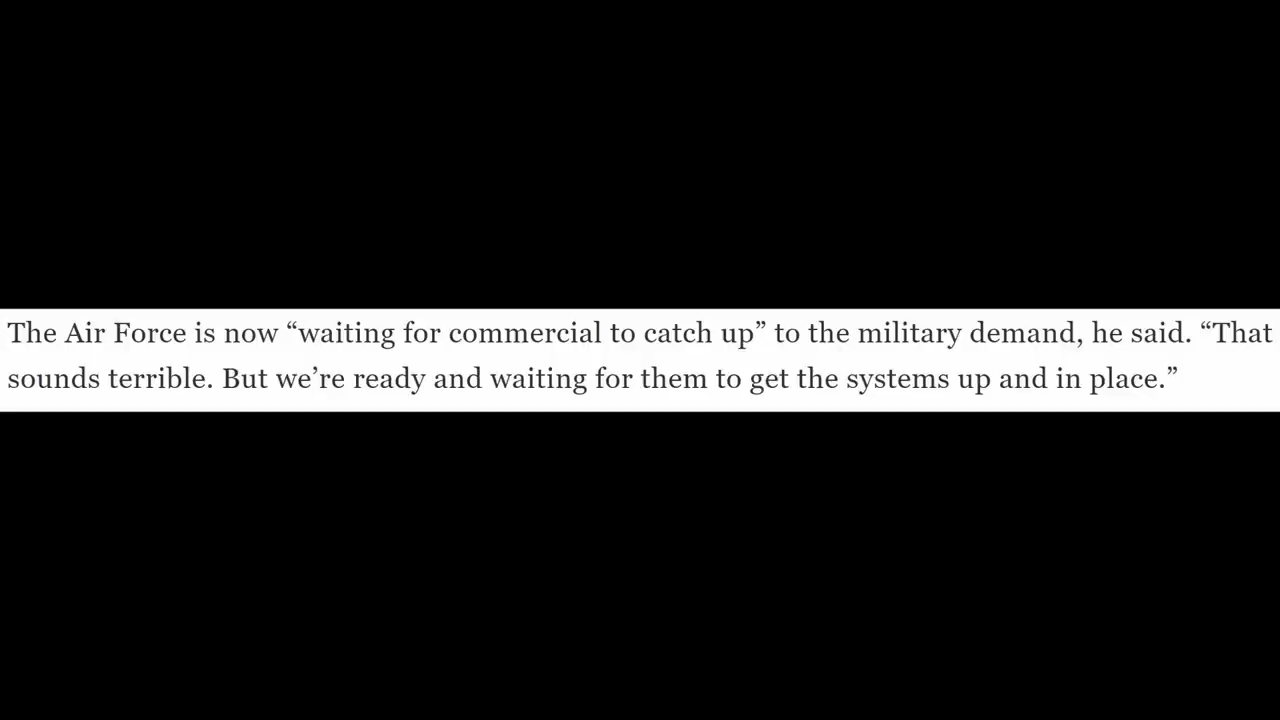 The Air Force is now “waiting for commercial to catch up” to the military demand, he said. “That
sounds terrible. But we’re ready and waiting for them to get the systems up and in place.”